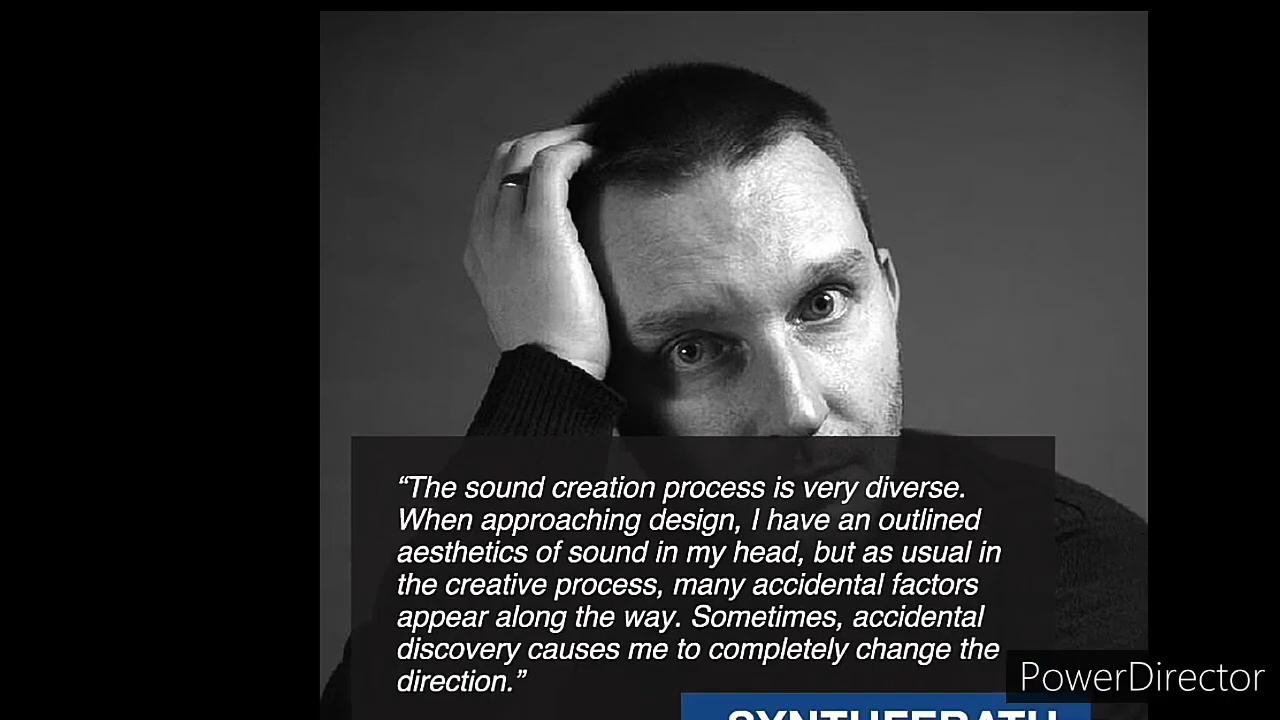 “The sound creation process is very diverse.
When approaching design, I have an outlined
aesthetics of sound in my head, but as usual in
the creative process, many accidental factors
appear along the way. Sometimes, accidental
discovery causes me to completely change the
direction.”
PowerDirector